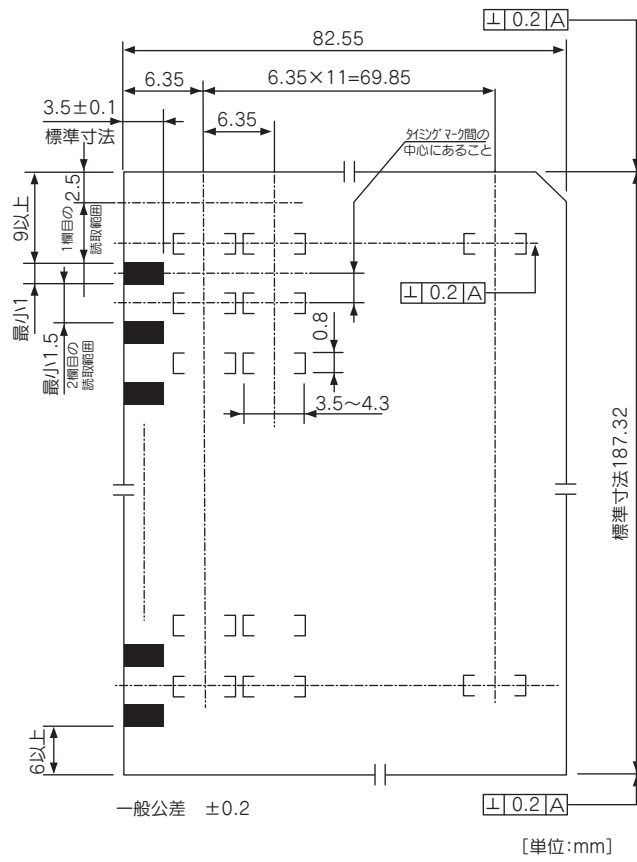 ⊥ 0.2 A
82.55
6.35
6.35×11=69.85
3.5±0.1
標準寸法
6.35
タイミングマーク間の
中心にあること
2.5
9以上
1欄目の
読取範囲
⊥ 0.2 A
最小1
最小1.5
2欄目の
読取範囲
0.8
3.5～4.3
標準寸法187.32
6以上
一般公差 ±0.2
⊥ 0.2 A
[単位:mm]